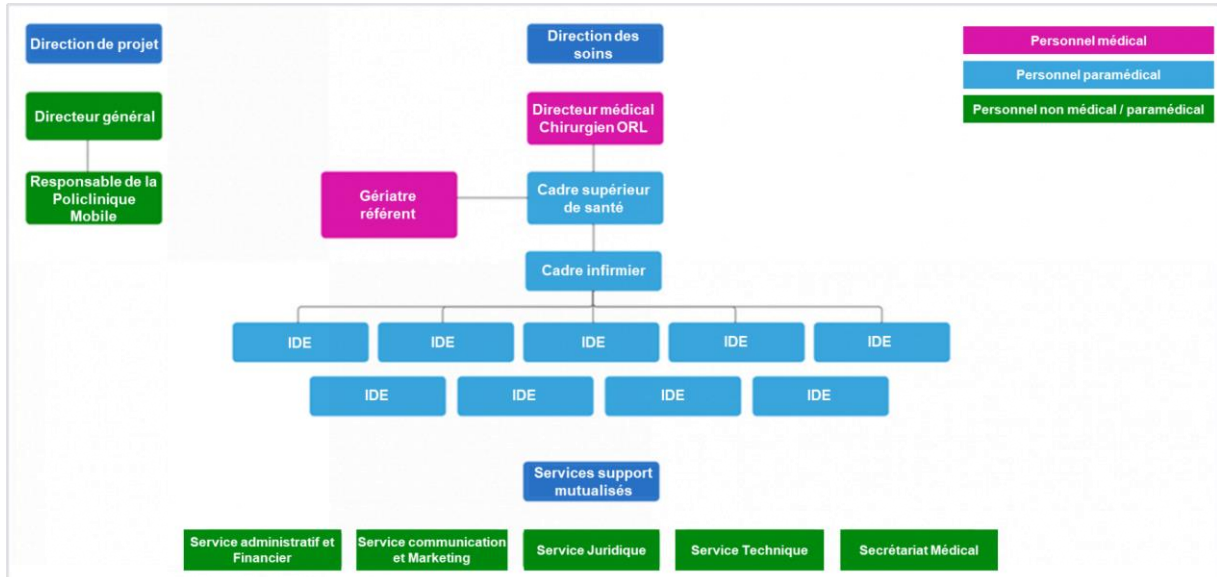 Direction de projet
Direction des
soins
Personnel médical
Personnel paramédical
Personnel non médical / paramédical
Directeur général
Directeur médical
Chirurgien ORL
Responsable de la
Policlinique
Mobile
Gériatre
référent
Cadre supérieur
de santé
Cadre infirmier
IDE
IDE
IDE
IDE
IDE
IDE
IDE
IDE
IDE
Services support
mutualisés
Service administratif et
Financier
Service communication
et Marketing
Service Juridique
Service Technique
Secrétariat Médical